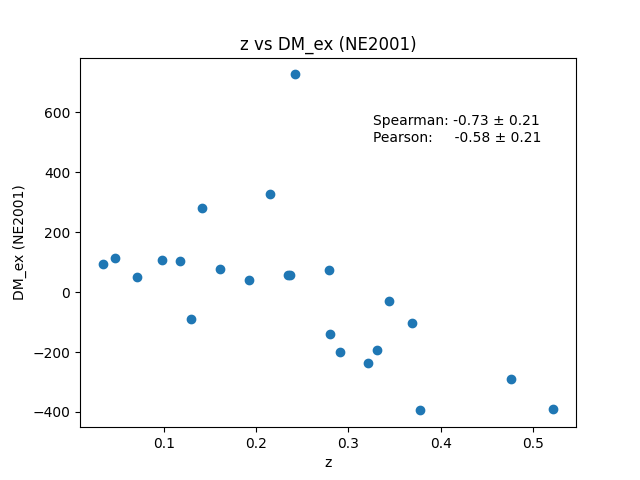 z vs DM_ex (NE2001)
Spearman: -0.73 ± 0.21
Pearson: -0.58 ± 0.21
DM_ex (NE2001)
600
400
200
0
−200
−400
0.1 0.2 0.3 0.4 0.5
z